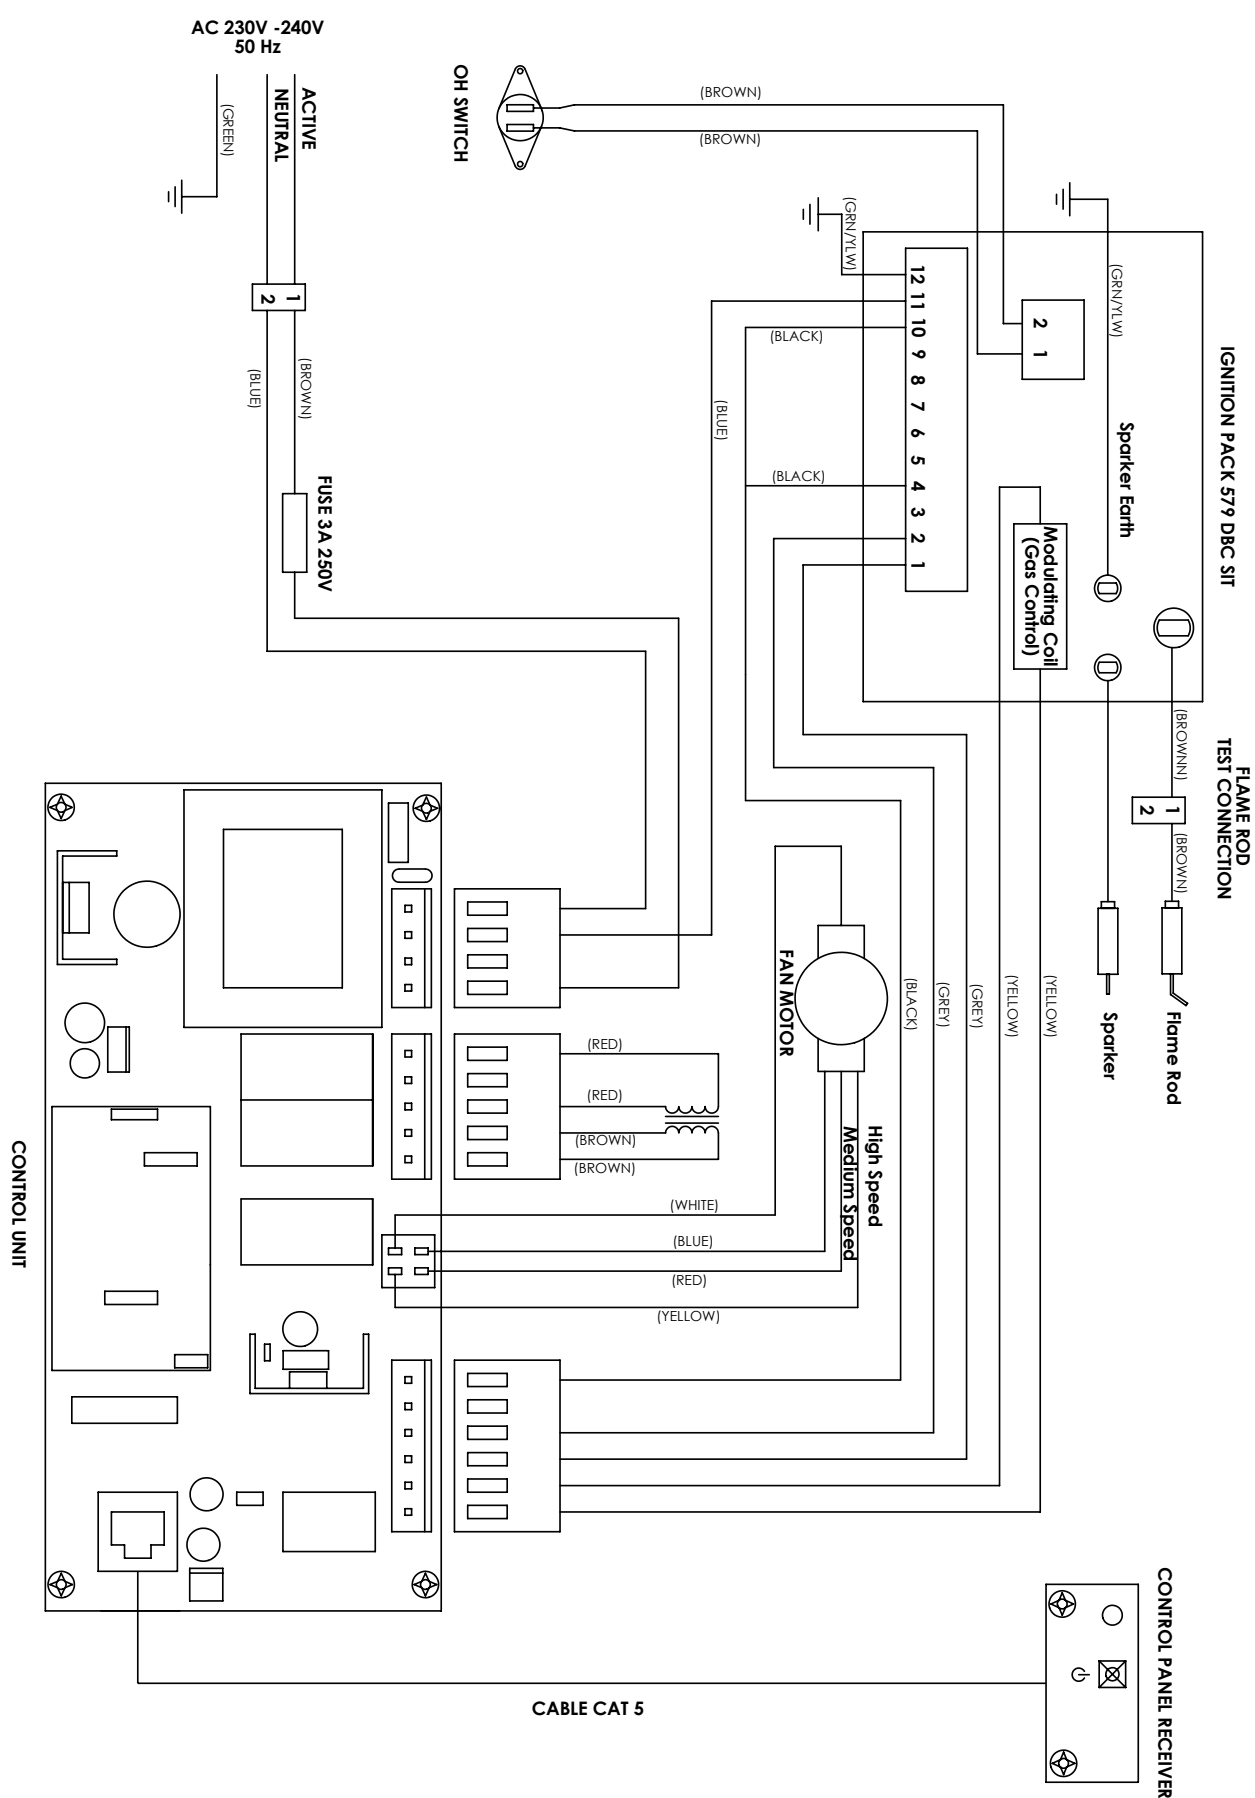 AC 230V -240V
50 Hz
(GREEN)
NEUTRAL
ACTIVE
OH SWITCH
(BROWN)
(BROWN)
(GRN/YLW)
(GRN/YLW)
2 1
(BLUE)
(BROWN)
FUSE 3A 250V
IGNITION PACK 579 DBC SIT
12 11 10 9 8 7 6 5 4 3 2 1
2 1
(BLACK)
(BLUE)
(BLACK)
Sparker Earth
Modulating Coil
(Gas Control)
FLAME ROD
TEST CONNECTION
(BROWNN)
1
2
(BROWN)
Sparker
Flame Rod
FAN MOTOR
(BLACK)
(GREY)
(GREY)
(YELLOW)
(YELLOW)
High Speed
Medium Speed
(RED)
(RED)
(BROWN)
(BROWN)
(WHITE)
(BLUE)
(RED)
(YELLOW)
CONTROL UNIT
CONTROL PANEL RECEIVER
CABLE CAT 5